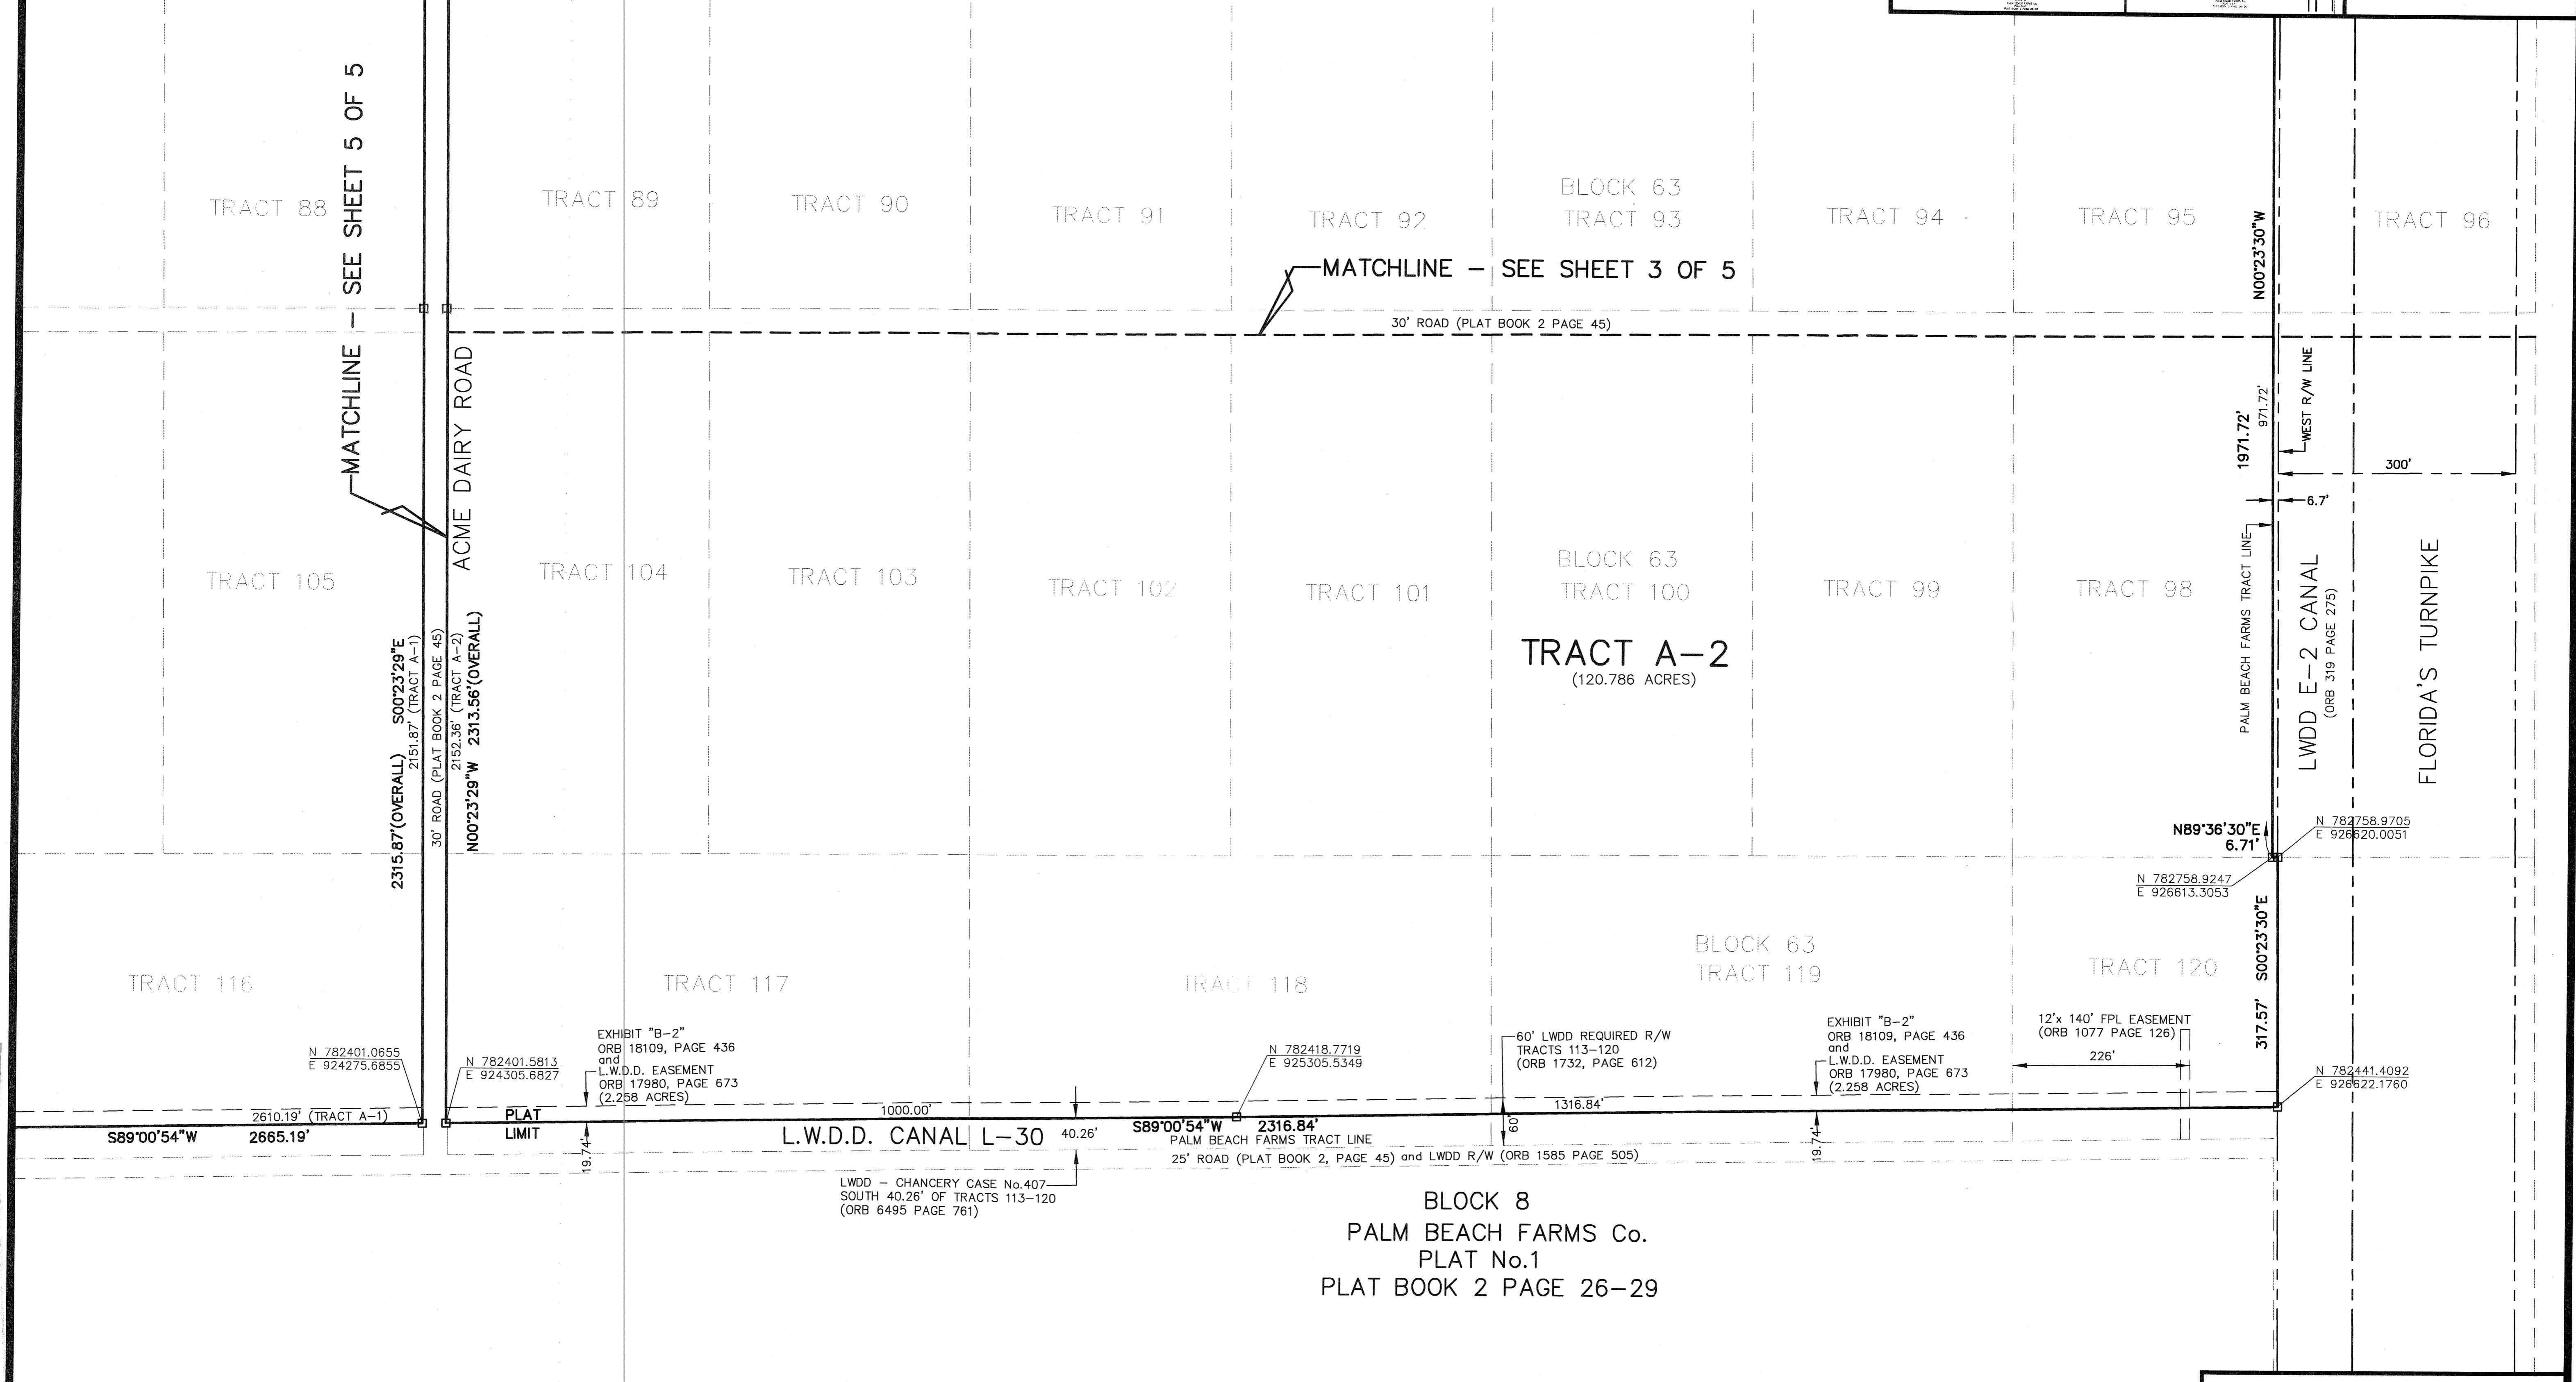 MATCHLINE – SEE SHEET 5 OF 5
TRACT 88
TRACT 89
TRACT 90
TRACT 91
TRACT 92
BLOCK 63
TRACT 93
TRACT 94
TRACT 95
TRACT 96
N00°23'30"W
MATCHLINE – SEE SHEET 3 OF 5
30' ROAD (PLAT BOOK 2 PAGE 45)
ACME DAIRY ROAD
1971.72'
971.72'
WEST R/W LINE
300'
6.7'
PALM BEACH FARMS TRACT LINE
LWDD E–2 CANAL
(ORB 319 PAGE 275)
FLORIDA'S TURNPIKE
TRACT 105
TRACT 104
TRACT 103
TRACT 102
TRACT 101
BLOCK 63
TRACT 100
TRACT 99
TRACT 98
TRACT A–2
(120.786 ACRES)
2315.87'(OVERALL) S00°23'29"E
2151.87' (TRACT A–1)
30' ROAD (PLAT BOOK 2 PAGE 45)
2152.36' (TRACT A–2)
N00°23'29"W 2313.56'(OVERALL)
N89°36'30"E
6.71'
N 782758.9705
E 926620.0051
N 782758.9247
E 926613.3053
317.57' S00°23'30"E
TRACT 116
TRACT 117
TRACT 118
BLOCK 63
TRACT 119
TRACT 120
N 782401.0655
E 924275.6855
N 782401.5813
E 924305.6827
EXHIBIT "B–2"
ORB 18109, PAGE 436
and
L.W.D.D. EASEMENT
ORB 17980, PAGE 673
(2.258 ACRES)
N 782418.7719
E 925305.5349
60' LWDD REQUIRED R/W
TRACTS 113–120
(ORB 1732, PAGE 612)
EXHIBIT "B–2"
ORB 18109, PAGE 436
and
L.W.D.D. EASEMENT
ORB 17980, PAGE 673
(2.258 ACRES)
12'x 140' FPL EASEMENT
(ORB 1077 PAGE 126)
226'
N 782441.4092
E 926622.1760
2610.19' (TRACT A–1)
S89°00'54"W 2665.19'
PLAT
LIMIT
19.74'
1000.00'
L.W.D.D. CANAL L–30
40.26'
S89°00'54"W 2316.84'
PALM BEACH FARMS TRACT LINE
1316.84'
60'
19.74'
25' ROAD (PLAT BOOK 2, PAGE 45) and LWDD R/W (ORB 1585 PAGE 505)
LWDD – CHANCERY CASE No.407
SOUTH 40.26' OF TRACTS 113–120
(ORB 6495 PAGE 761)
BLOCK 8
PALM BEACH FARMS Co.
PLAT No.1
PLAT BOOK 2 PAGE 26–29